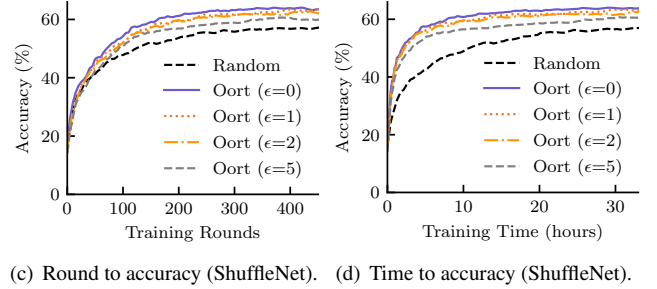 60
40
20
0
Accuracy (%)
Random
Oort (ϵ=0)
Oort (ϵ=1)
Oort (ϵ=2)
Oort (ϵ=5)
0 100 200 300 400
Training Rounds
(c) Round to accuracy (ShuffleNet).
60
40
20
0
Accuracy (%)
Random
Oort (ϵ=0)
Oort (ϵ=1)
Oort (ϵ=2)
Oort (ϵ=5)
0 10 20 30
Training Time (hours)
(d) Time to accuracy (ShuffleNet).